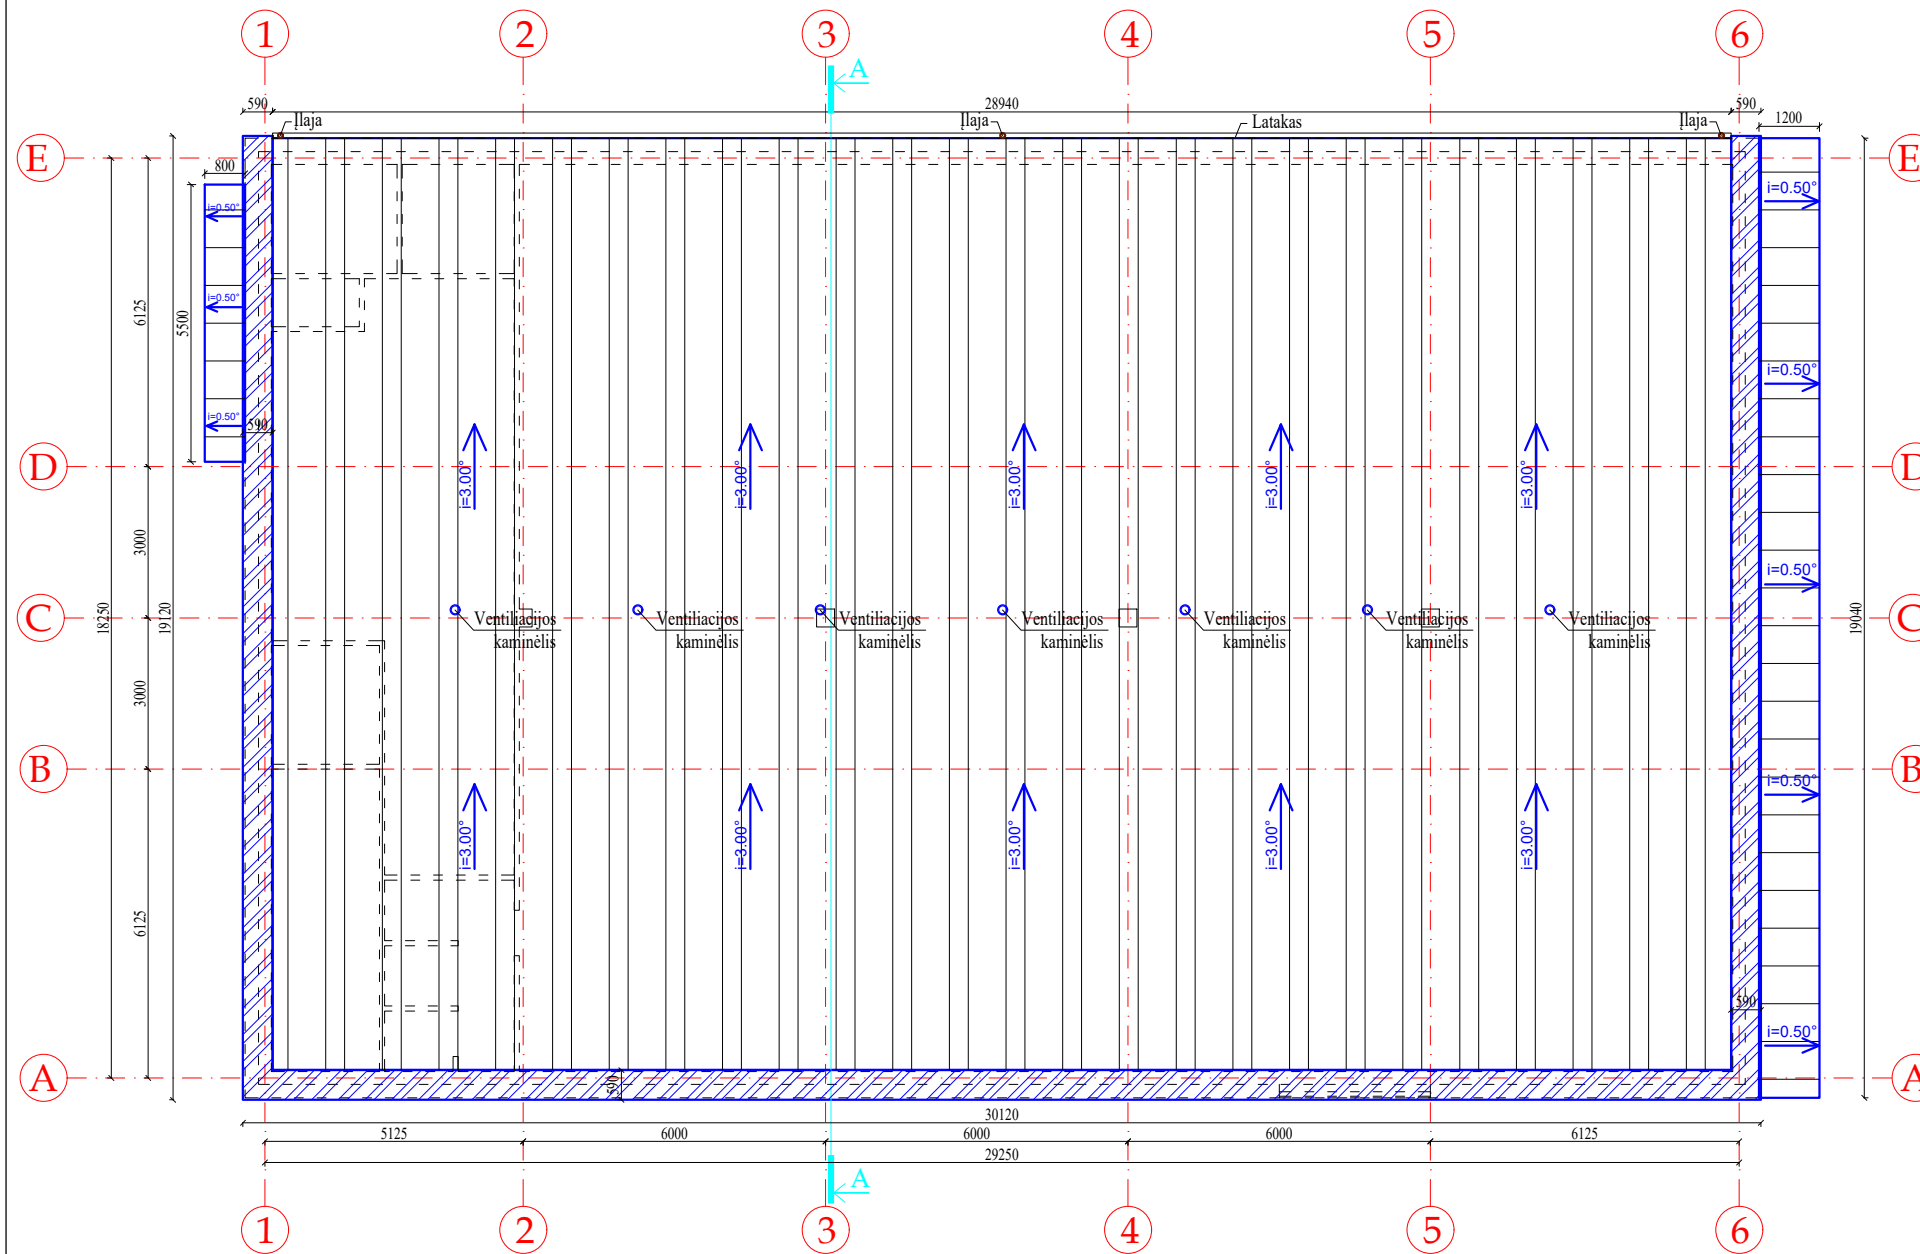 1 2 3 4 5 6
A
590 28940 590
Įlaja Įlaja Latakas Įlaja 1200
E E
800
i=0.50° i=0.50°
6125 5500
i=0.50°
i=0.50°
i=0.50°
590
D D
i=3.00° i=3.00° i=3.00° i=3.00° i=3.00°
3000
i=0.50°
C C
18250 19120 19040
Ventiliacijos Ventiliacijos Ventiliacijos Ventiliacijos Ventiliacijos Ventiliacijos Ventiliacijos
kaminėlis kaminėlis kaminėlis kaminėlis kaminėlis kaminėlis kaminėlis
3000
B B
i=0.50°
i=3.00° i=3.00° i=3.00° i=3.00° i=3.00°
6125
590
i=0.50°
A A
590
30120
5125 6000 6000 6000 6125
29250
A
1 2 3 4 5 6